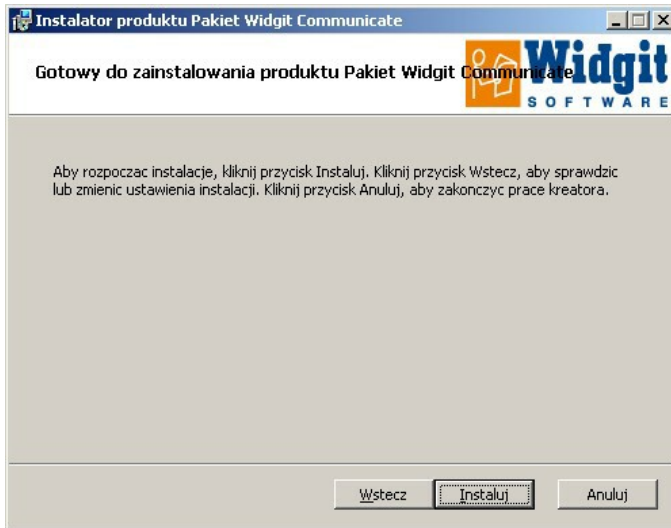 Instalator produktu Pakiet Widgit Communicate
Gotowy do zainstalowania produktu Pakiet Widgit Communicate
Widgit
SOFTWARE
Aby rozpoczac instalacje, kliknij przycisk Instaluj. Kliknij przycisk Wstecz, aby sprawdzic
lub zmienic ustawienia instalacji. Kliknij przycisk Anuluj, aby zakonczyc prace kreatora.
Wstecz Instaluj Anuluj